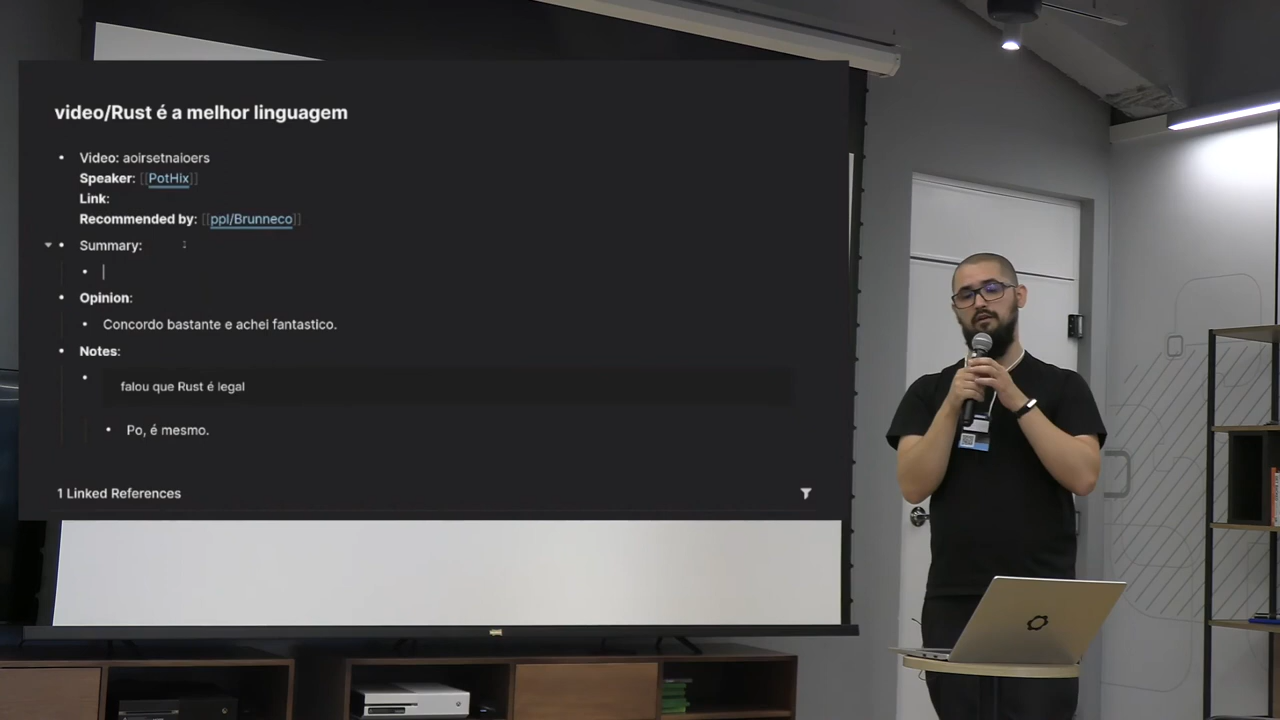 video/Rust é a melhor linguagem
Video: aoirsetnaioers
Speaker: [[PotHix]]
Link:
Recommended by: [[ppl/Brunneco]]
Summary:
Opinion:
Concordo bastante e achei fantastico.
Notes:
falou que Rust é legal
Po, é mesmo.
1 Linked References